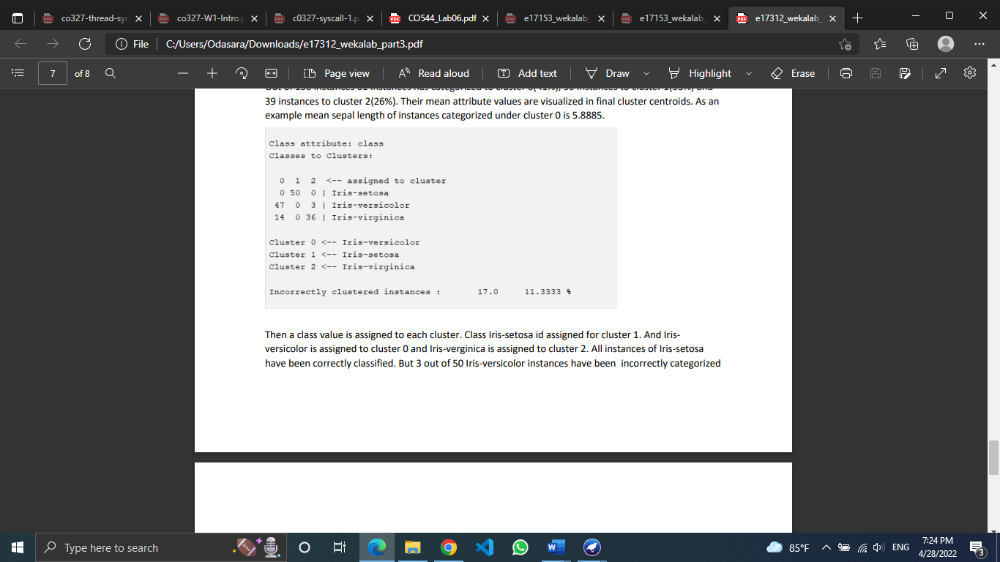 co327-thread-syn
co327-W1-Intro.p
c0327-syscall-1.p
CO544_Lab06.pdf
e17153_wekalab_
e17153_wekalab_
e17312_wekalab_
File
C:/Users/Odasara/Downloads/e17312_wekalab_part3.pdf
7 of 8
Page view
Read aloud
Add text
Draw
Highlight
Erase
39 instances to cluster 2(26%). Their mean attribute values are visualized in final cluster centroids. As an
example mean sepal length of instances categorized under cluster 0 is 5.8885.
Class attribute: class
Classes to Clusters:
0 1 2 <-- assigned to cluster
0 50 0 | Iris-setosa
47 0 3 | Iris-versicolor
14 0 36 | Iris-virginica
Cluster 0 <-- Iris-versicolor
Cluster 1 <-- Iris-setosa
Cluster 2 <-- Iris-virginica
Incorrectly clustered instances : 17.0 11.3333 %
Then a class value is assigned to each cluster. Class Iris-setosa id assigned for cluster 1. And Iris-
versicolor is assigned to cluster 0 and Iris-verginica is assigned to cluster 2. All instances of Iris-setosa
have been correctly classified. But 3 out of 50 Iris-versicolor instances have been incorrectly categorized
Type here to search
85°F
ENG
7:24 PM
4/28/2022
3